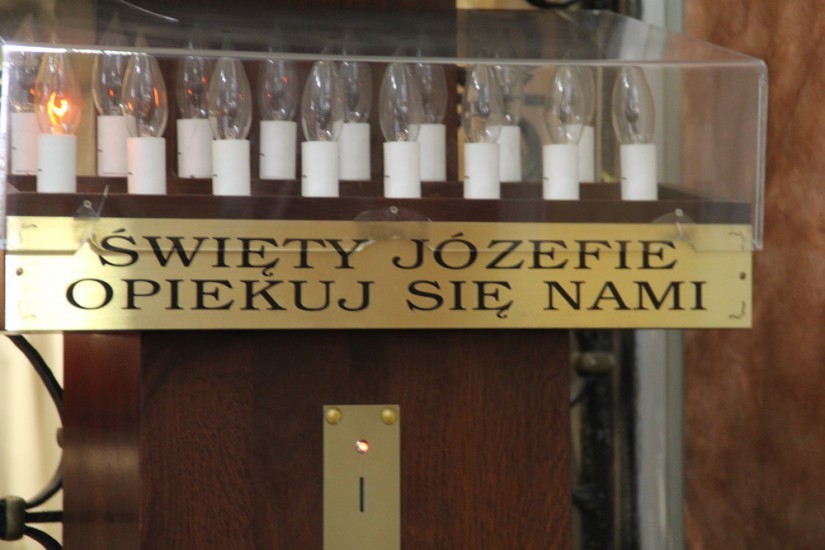 ŚWIĘTY JÓZEFIE
OPIEKUJ SIĘ NAMI